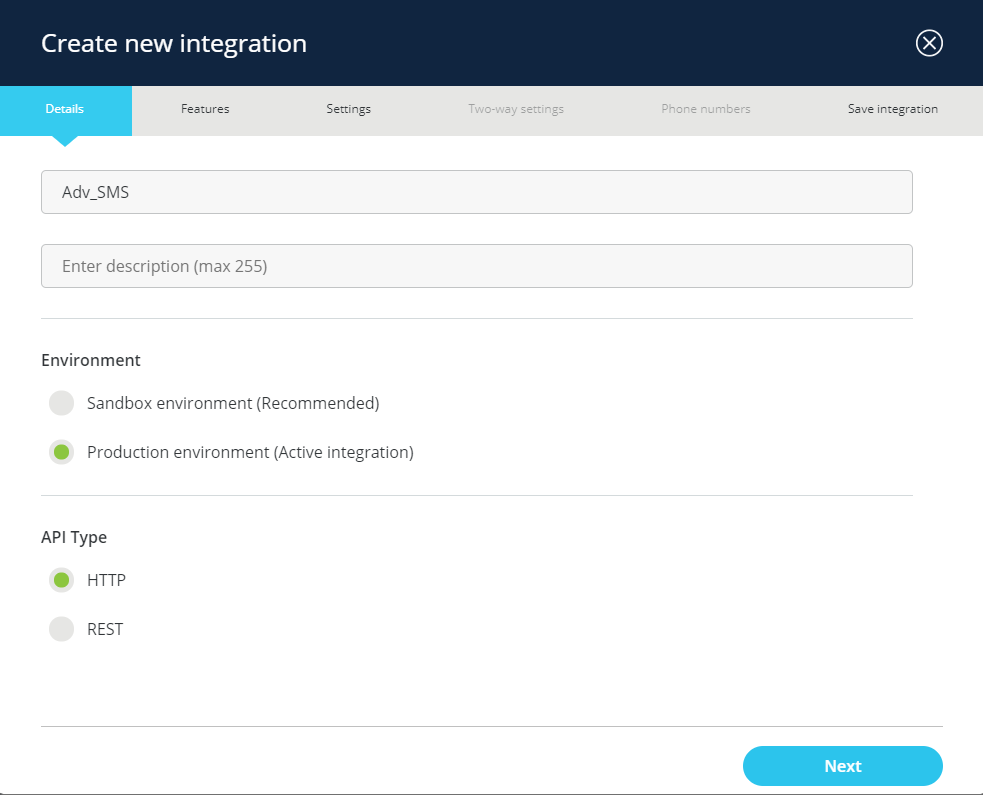 Create new integration
Details Features Settings Two-way settings Phone numbers Save integration
Adv_SMS
Enter description (max 255)
Environment
Sandbox environment (Recommended)
Production environment (Active integration)
API Type
HTTP
REST
Next